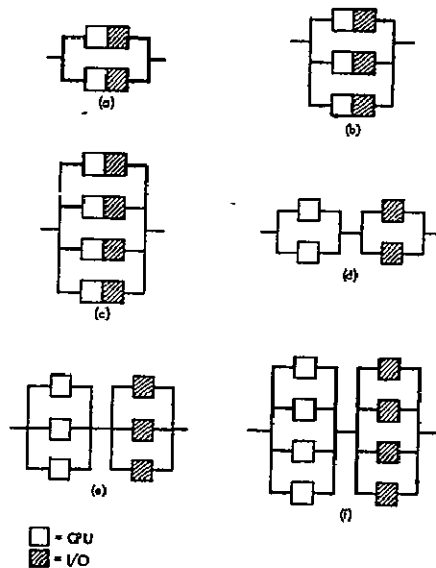 (a)
(b)
(c)
(d)
(e)
(f)
= CPU
= I/O